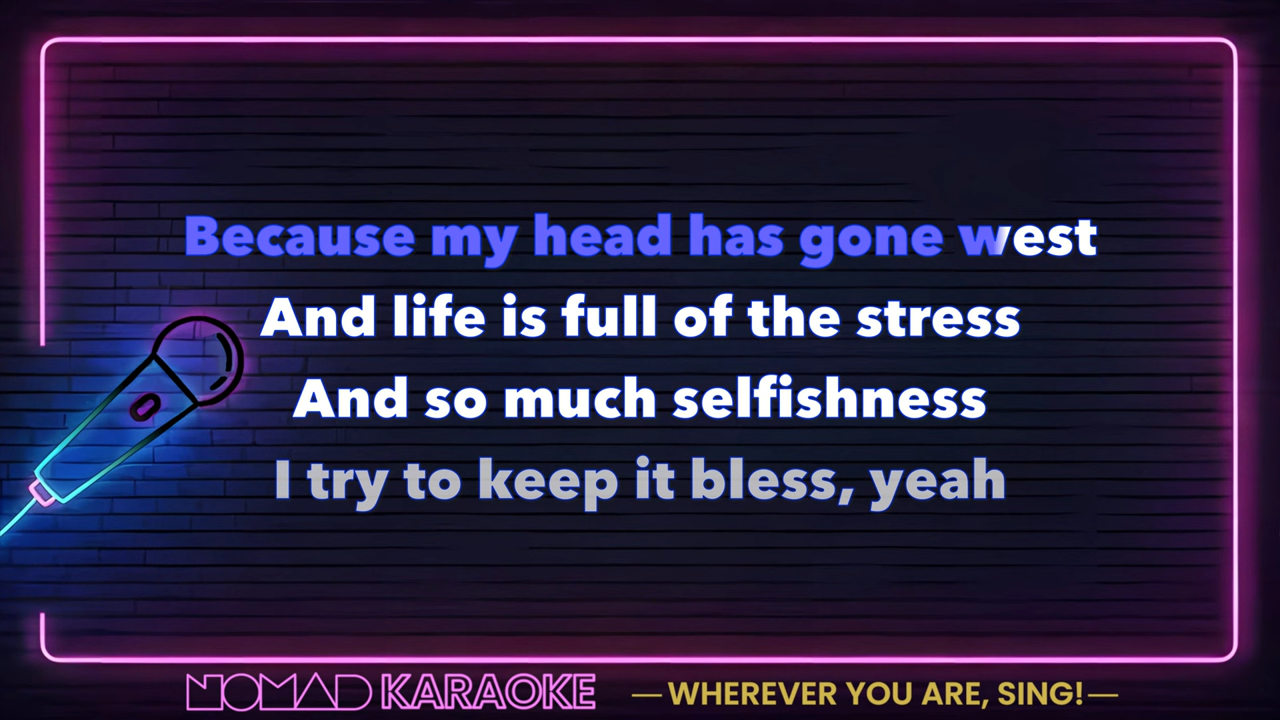 Because my head has gone west
And life is full of the stress
And so much selfishness
I try to keep it bless, yeah
NOMAD KARAOKE — WHEREVER YOU ARE, SING! —